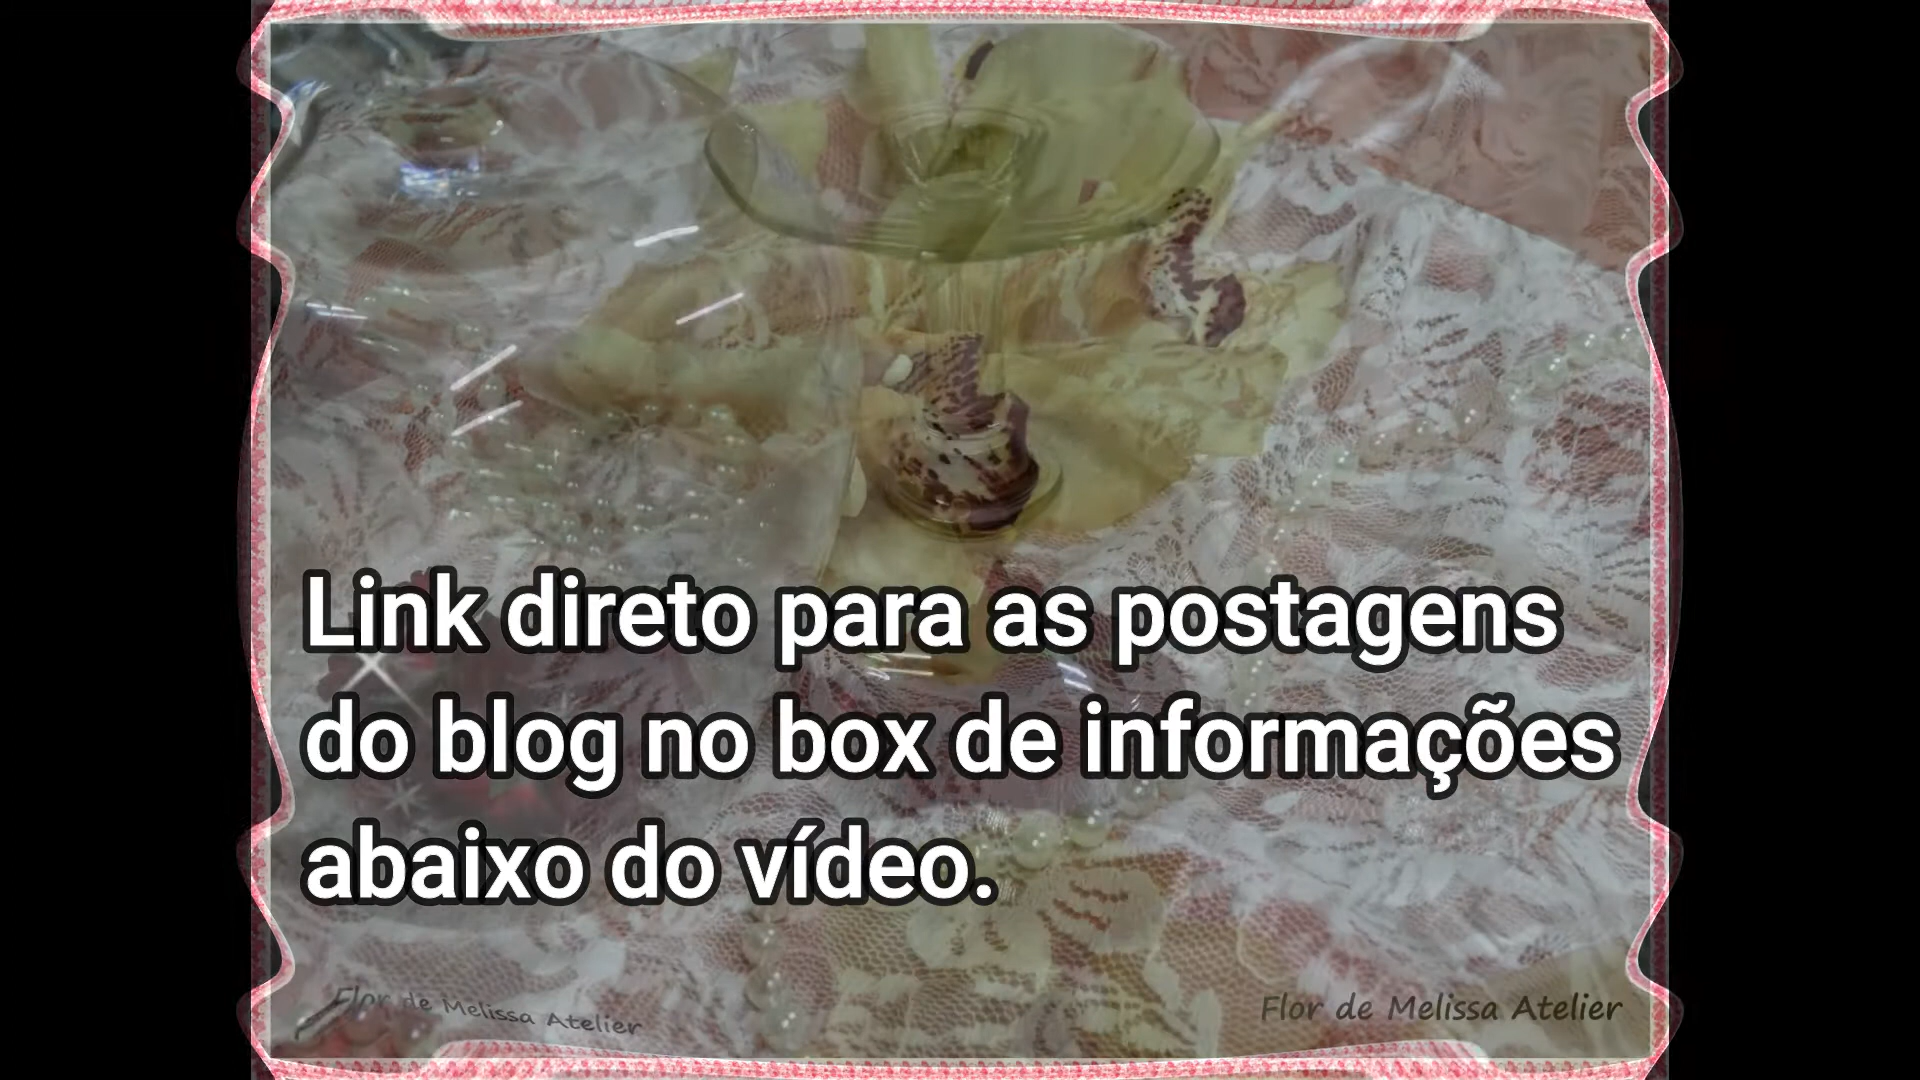 Link direto para as postagens
do blog no box de informações
abaixo do vídeo.
Flor de Melissa Atelier
Flor de Melissa Atelier